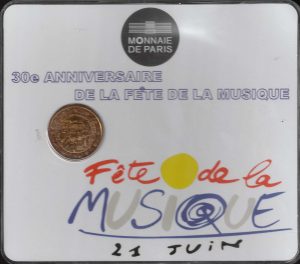 MONNAIE
DE PARIS
30e ANNIVERSAIRE
DE LA FÊTE DE LA MUSIQUE
Fête de la
MUSIQUE
21 JUIN